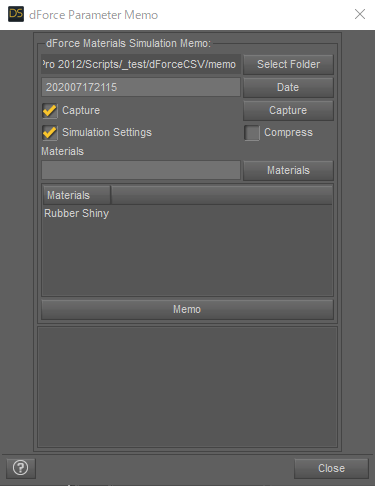 DS dForce Parameter Memo
dForce Materials Simulation Memo:
Pro 2012/Scripts/_test/dForceCSV/memo Select Folder
202007172115 Date
Capture Capture
Simulation Settings Compress
Materials
Materials
Materials
Rubber Shiny
Memo
? Close